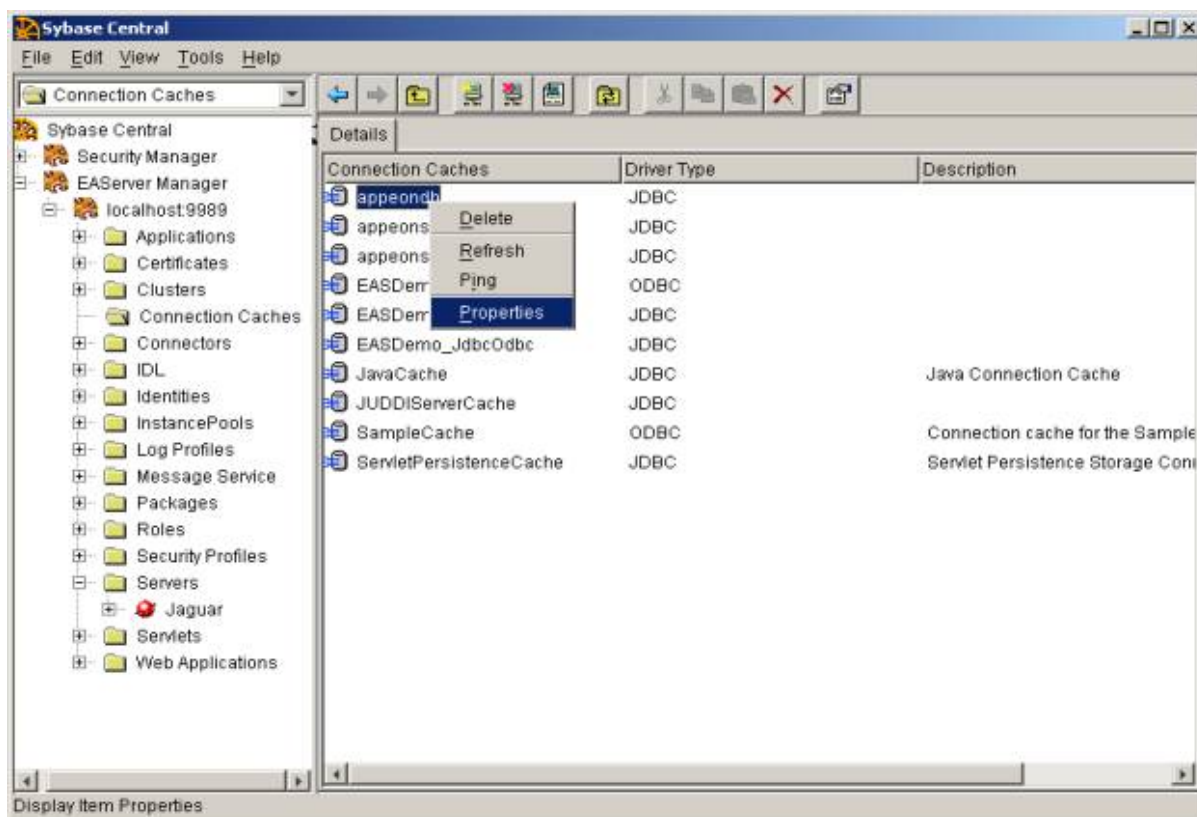 Sybase Central
File Edit View Tools Help
Connection Caches
Sybase Central
Security Manager
EAServer Manager
localhost:9989
Applications
Certificates
Clusters
Connection Caches
Connectors
IDL
Identities
InstancePools
Log Profiles
Message Service
Packages
Roles
Security Profiles
Servers
Jaguar
Servlets
Web Applications
Details
Connection Caches Driver Type Description
appeondb JDBC
appeons JDBC
appeons JDBC
EASDem ODBC
EASDem JDBC
EASDemo_JdbcOdbc JDBC
JavaCache JDBC Java Connection Cache
JUDDIServerCache JDBC
SampleCache ODBC Connection cache for the Sample
ServletPersistenceCache JDBC Servlet Persistence Storage Con
Delete
Refresh
Ping
Properties
Display Item Properties